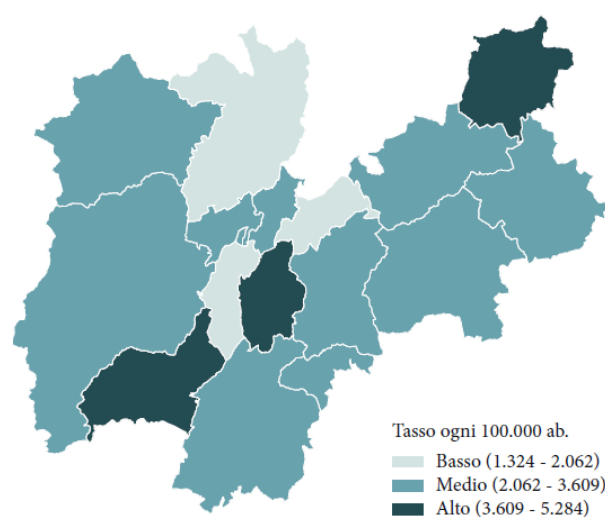 Tasso ogni 100.000 ab.
Basso (1.324 - 2.062)
Medio (2.062 - 3.609)
Alto (3.609 - 5.284)